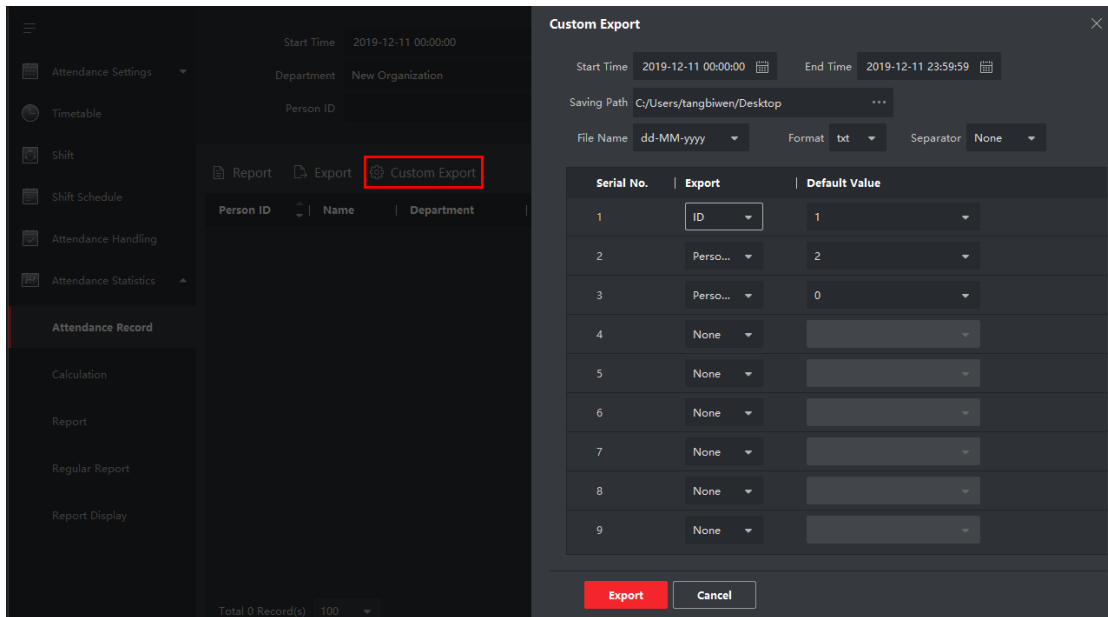 Attendance Settings
Timetable
Shift
Shift Schedule
Attendance Handling
Attendance Statistics
Attendance Record
Calculation
Report
Regular Report
Report Display
Start Time 2019-12-11 00:00:00
Department New Organization
Person ID
Report Export Custom Export
Person ID | Name | Department |
Total 0 Record(s) 100
Custom Export
Start Time 2019-12-11 00:00:00 End Time 2019-12-11 23:59:59
Saving Path C:/Users/tangbiwen/Desktop ...
File Name dd-MM-yyyy Format txt Separator None
Serial No. | Export | Default Value
1 ID 1
2 Perso... 2
3 Perso... 0
4 None
5 None
6 None
7 None
8 None
9 None
Export Cancel